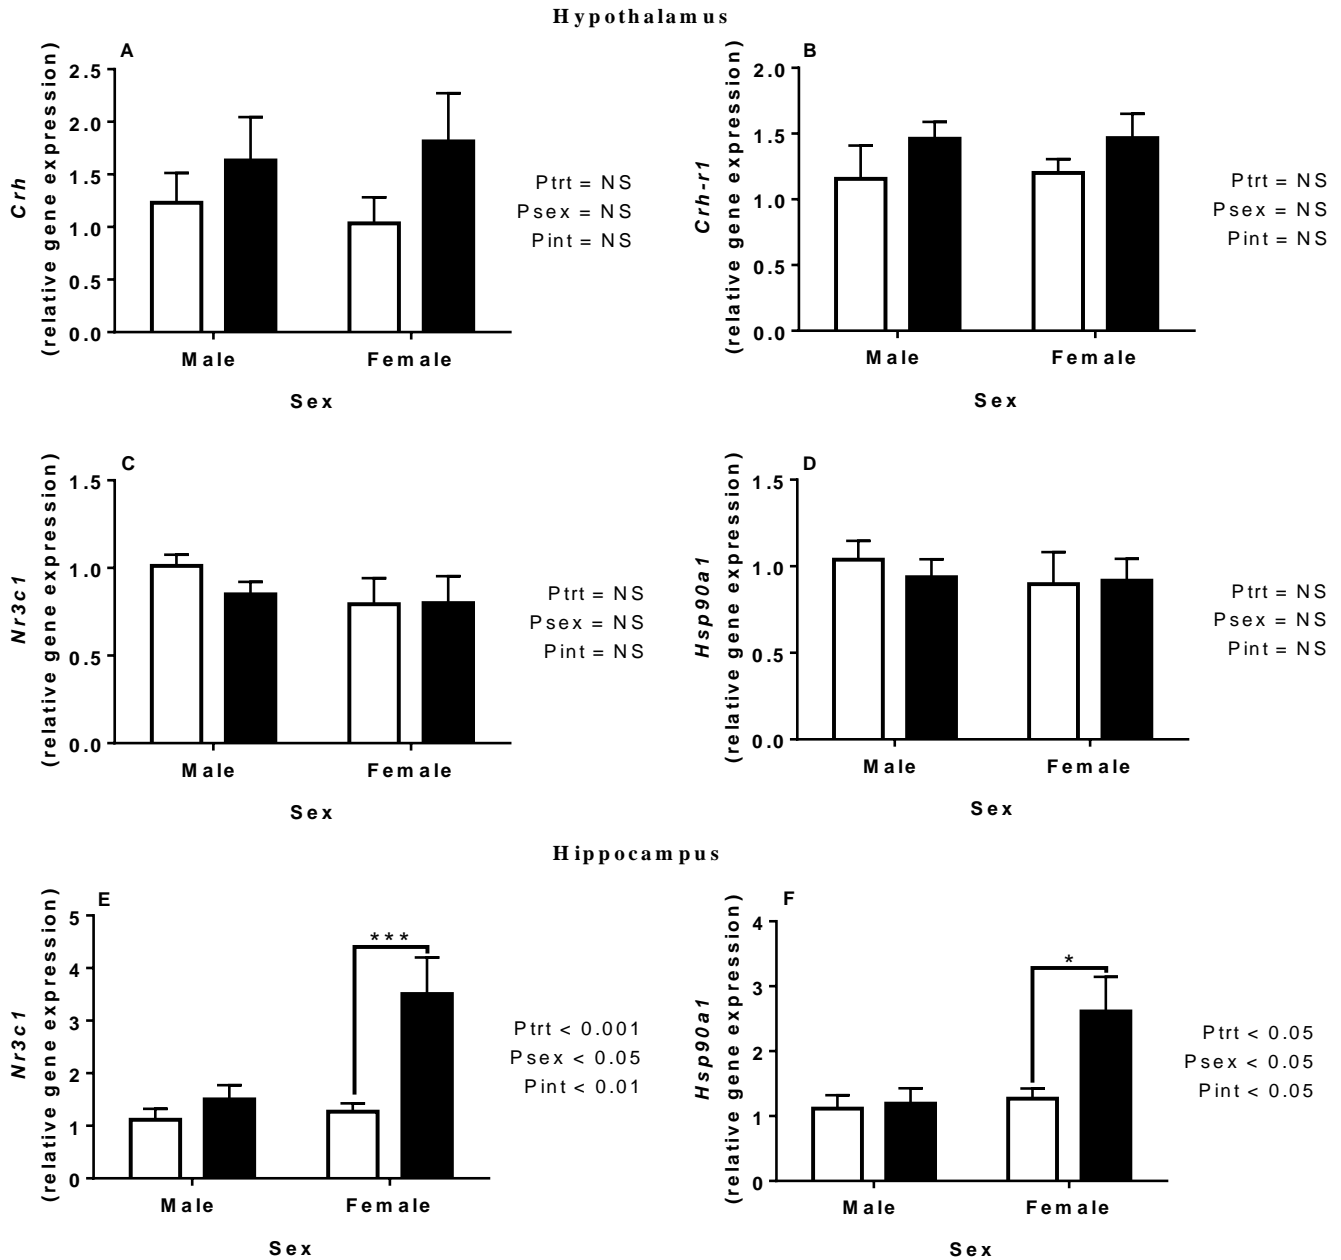 Hypothalamus
A
Crh
(relative gene expression)
2.5
2.0
1.5
1.0
0.5
0.0
Male
Female
Sex
Ptrt = NS
Psex = NS
Pint = NS
B
Crh-r1
(relative gene expression)
2.0
1.5
1.0
0.5
0.0
Male
Female
Sex
Ptrt = NS
Psex = NS
Pint = NS
C
Nr3c1
(relative gene expression)
1.5
1.0
0.5
0.0
Male
Female
Sex
Ptrt = NS
Psex = NS
Pint = NS
D
Hsp90a1
(relative gene expression)
1.5
1.0
0.5
0.0
Male
Female
Sex
Ptrt = NS
Psex = NS
Pint = NS
Hippocampus
E
Nr3c1
(relative gene expression)
5
4
3
2
1
0
***
Male
Female
Sex
Ptrt < 0.001
Psex < 0.05
Pint < 0.01
F
Hsp90a1
(relative gene expression)
4
3
2
1
0
*
Male
Female
Sex
Ptrt < 0.05
Psex < 0.05
Pint < 0.05